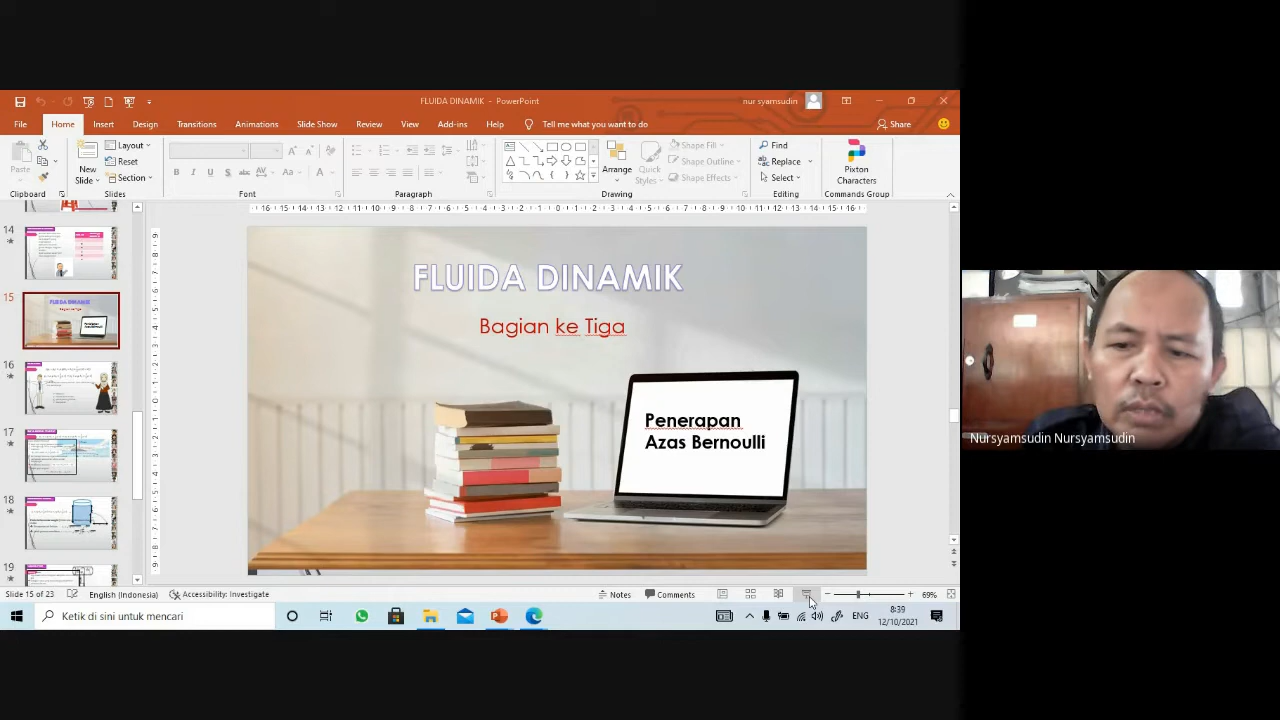 FLUIDA DINAMIK - PowerPoint
nur syamsudin
File Home Insert Design Transitions Animations Slide Show Review View Add-ins Help Tell me what you want to do Share
Paste
New Slide
Layout
Reset
Section
B I U S abc AV Aa A
Arrange
Quick Styles
Shape Fill
Shape Outline
Shape Effects
Find
Replace
Select
Pixton Characters
Clipboard Slides Font Paragraph Drawing Editing Commands Group
14
15
16
17
18
19
FLUIDA DINAMIK
Bagian ke Tiga
Penerapan
Azas Bernoulli
Nursyamsudin Nursyamsudin
Slide 15 of 23 English (Indonesia) Accessibility: Investigate Notes Comments 69%
Ketik di sini untuk mencari
ENG
8:39
12/10/2021